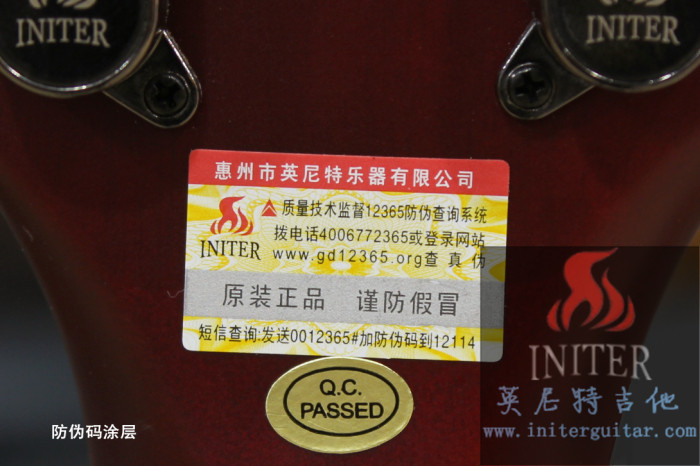 INITER
INITER
惠州市英尼特乐器有限公司
质量技术监督12365防伪查询系统
拨电话4006772365或登录网站
www.gd12365.org查真伪
INITER
原装正品 谨防假冒
短信查询:发送0012365#加防伪码到12114
Q.C.
PASSED
防伪码涂层
INITER
英尼特吉他
www.initerguitar.com